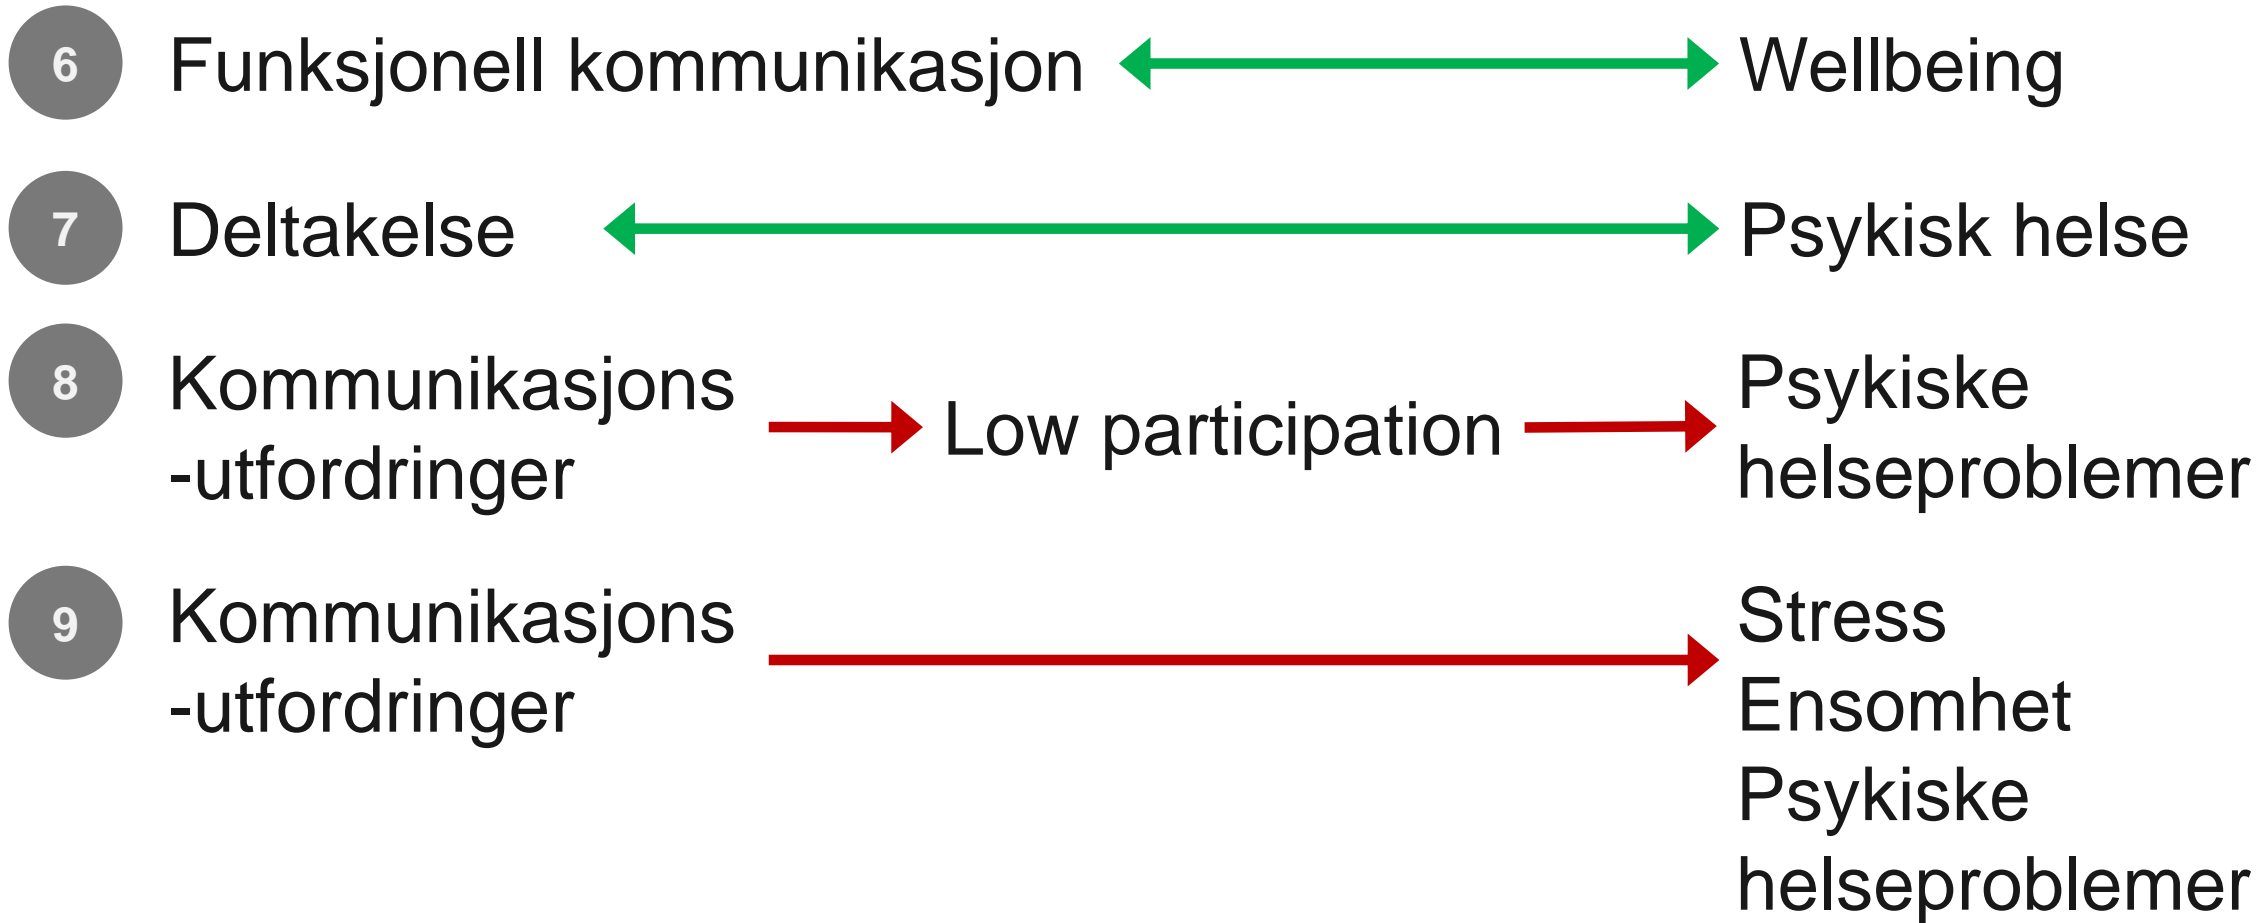 6 Funksjonell kommunikasjon Wellbeing
7 Deltakelse Psykisk helse
8 Kommunikasjons
-utfordringer
Low participation
Psykiske
helseproblemer
9 Kommunikasjons
-utfordringer
Stress
Ensomhet
Psykiske
helseproblemer